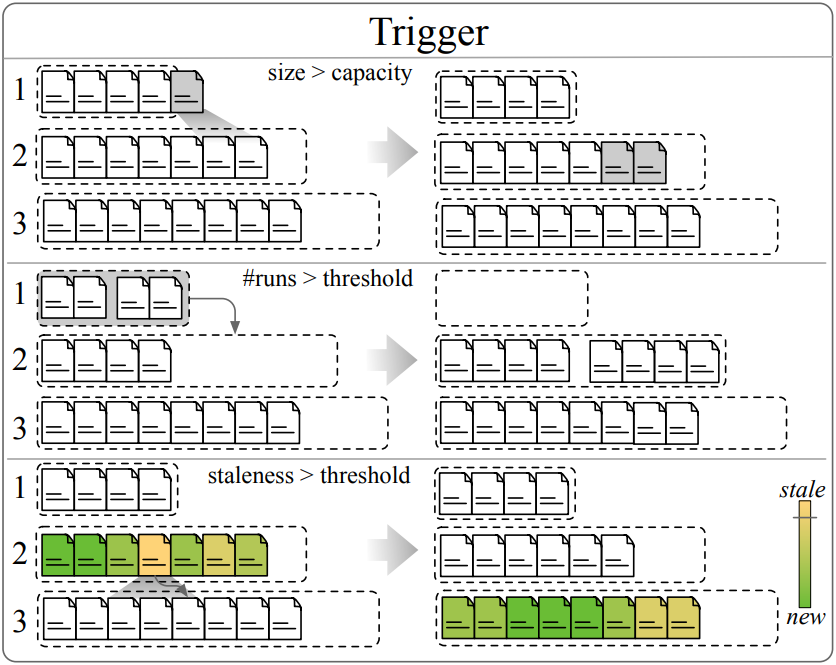 Trigger
1
size > capacity
2
3
1
#runs > threshold
2
3
1
staleness > threshold
stale
2
3
new